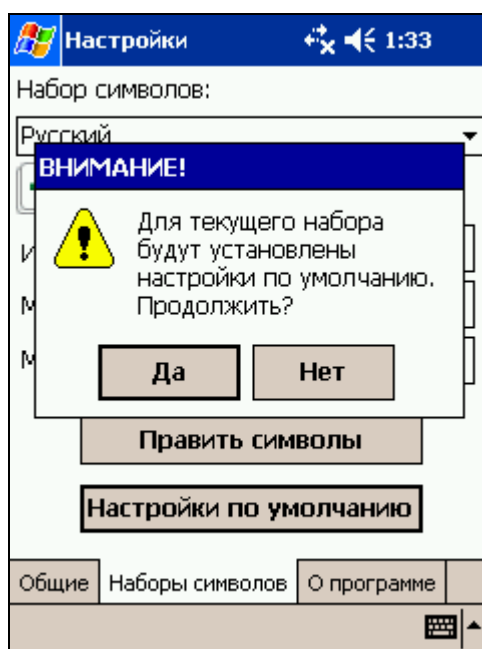 Настройки 1:33
Набор символов:
Русский
ВНИМАНИЕ!
Для текущего набора
будут установлены
настройки по умолчанию.
Продолжить?
Да Нет
Править символы
Настройки по умолчанию
Общие Наборы символов О программе